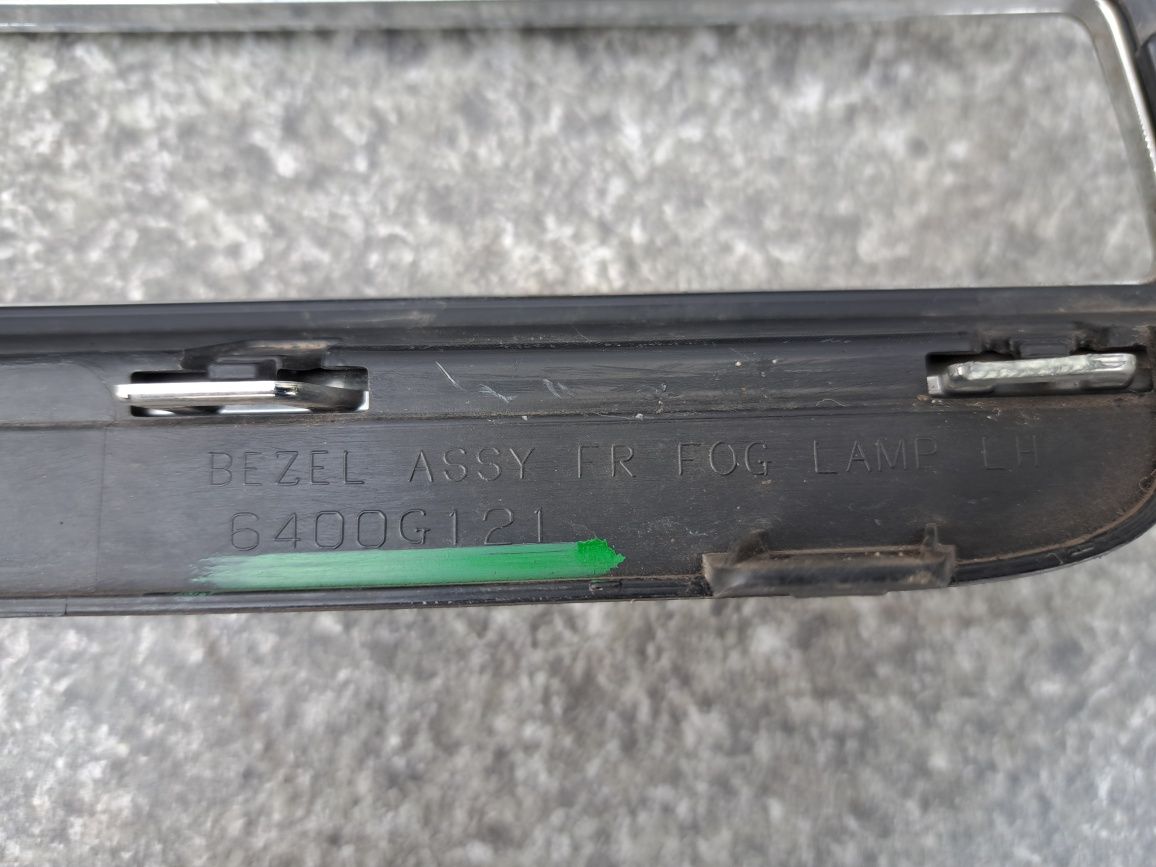 BEZEL ASSY FR FOG LAMP LH
6400G121